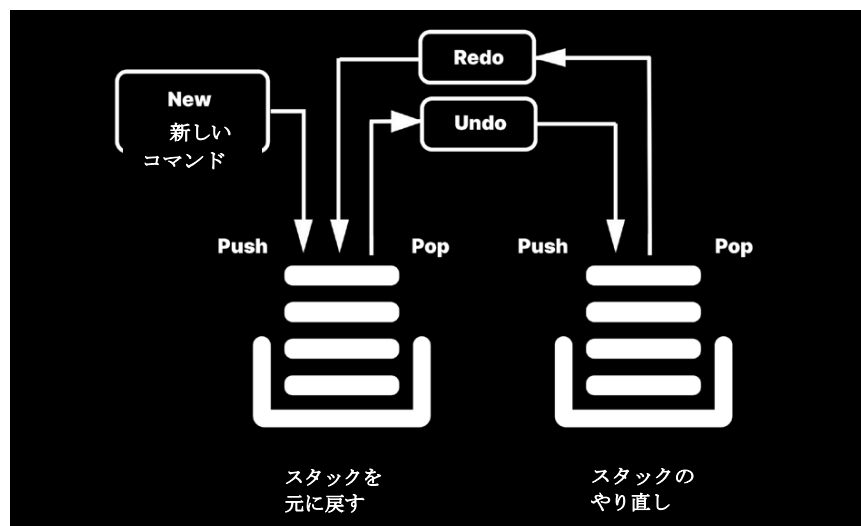 Redo
New
新しい
コマンド
Undo
Push
Pop
Push
Pop
スタックを
元に戻す
スタックの
やり直し